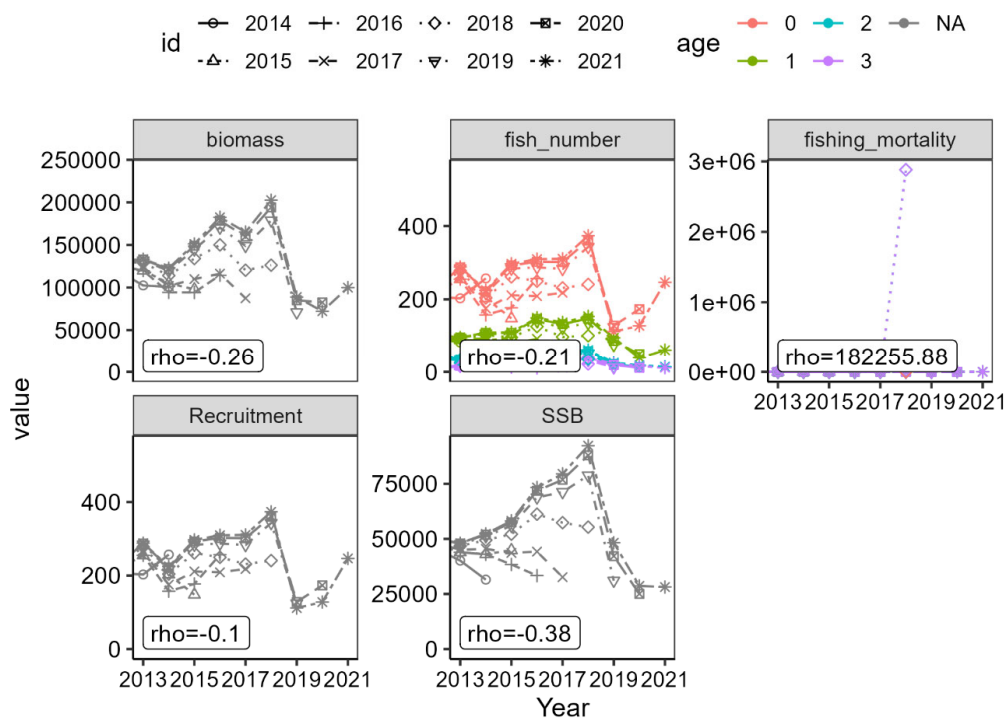 id 2014 2016 2018 2020
2015 2017 2019 2021
age 0 2 NA
1 3
biomass
250000
200000
150000
100000
50000
0
rho=-0.26
fish_number
400
200
0
rho=-0.21
fishing_mortality
3e+06
2e+06
1e+06
0e+00
rho=182255.88
2013 2015 2017 2019 2021
value
Recruitment
400
200
0
rho=-0.1
2013 2015 2017 2019 2021
SSB
75000
50000
25000
0
rho=-0.38
2013 2015 2017 2019 2021
Year